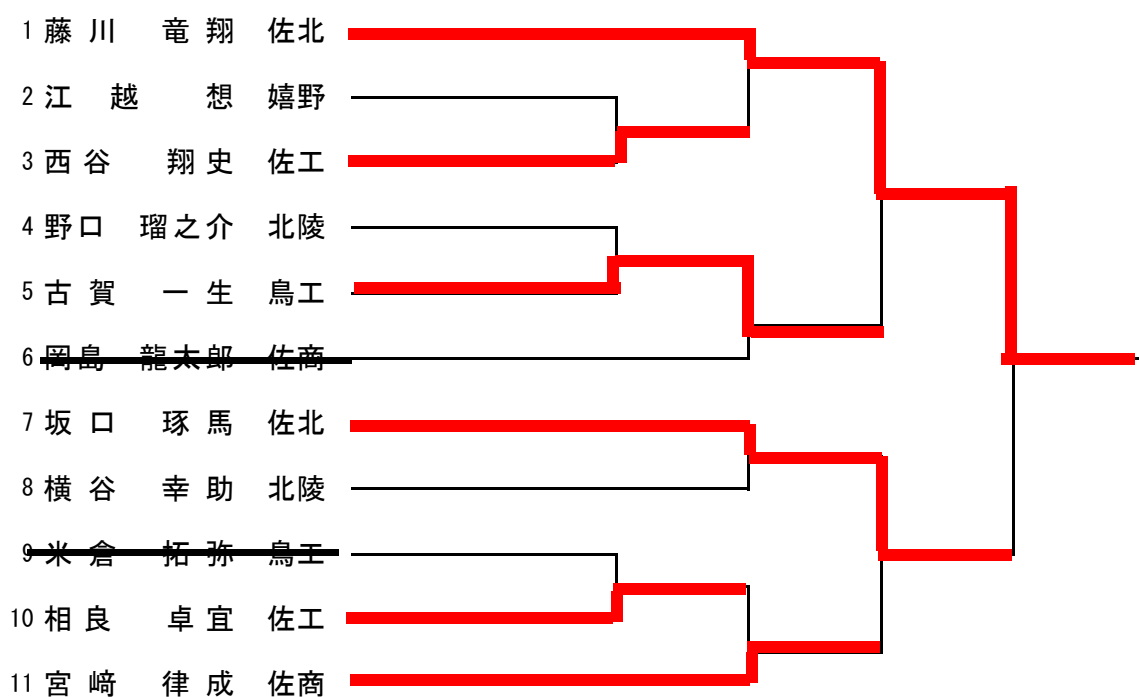 1 藤川 竜翔 佐北
2 江越 想 嬉野
3 西谷 翔史 佐工
4 野口 瑠之介 北陵
5 古賀 一生 鳥工
6 岡島 龍太郎 佐商
7 坂口 琢馬 佐北
8 横谷 幸助 北陵
9 米倉 拓弥 鳥工
10 相良 卓宜 佐工
11 宮﨑 律成 佐商